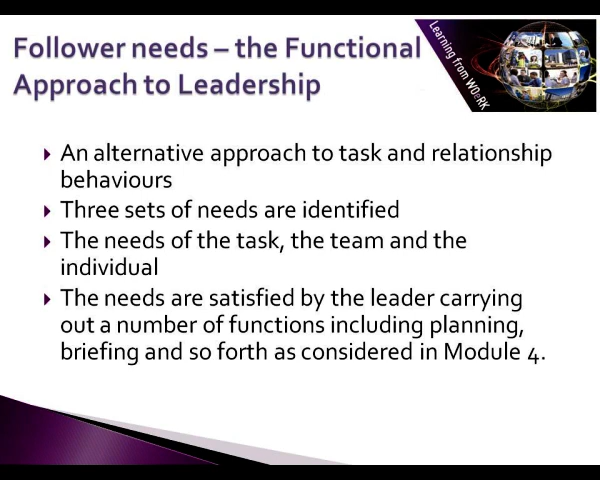 Follower needs – the Functional
Approach to Leadership
Learning from WOeRK
An alternative approach to task and relationship
behaviours
Three sets of needs are identified
The needs of the task, the team and the
individual
The needs are satisfied by the leader carrying
out a number of functions including planning,
briefing and so forth as considered in Module 4.